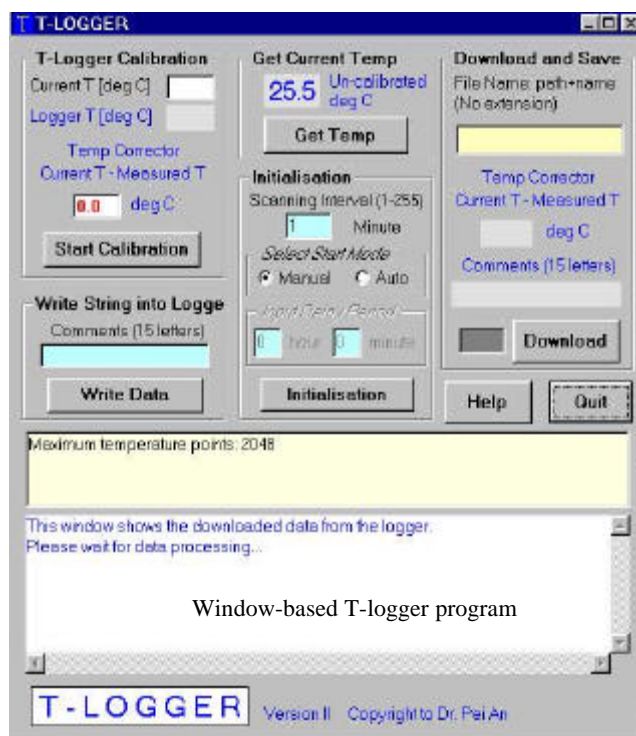 T T-LOGGER
T-Logger Calibration
Current T [deg C]
Logger T [deg C]
Temp Corrector
Current T - Measured T
0.0 deg C
Start Calibration
Write String into Logge
Comments (15 letters)
Write Data
Get Current Temp
25.5 Un-calibrated
deg C
Get Temp
Initialisation
Scanning Interval (1-255)
1 Minute
Select Start Mode
Manual Auto
Input Delay Period
0 hour 0 minute
Initialisation
Download and Save
File Name: path+name
(No extension)
Temp Corrector
Current T - Measured T
deg C
Comments (15 letters)
Download
Help Quit
Maximum temperature points: 2048
This window shows the downloaded data from the logger.
Please wait for data processing...
Window-based T-logger program
T-LOGGER Version II Copyright to Dr. Pei An